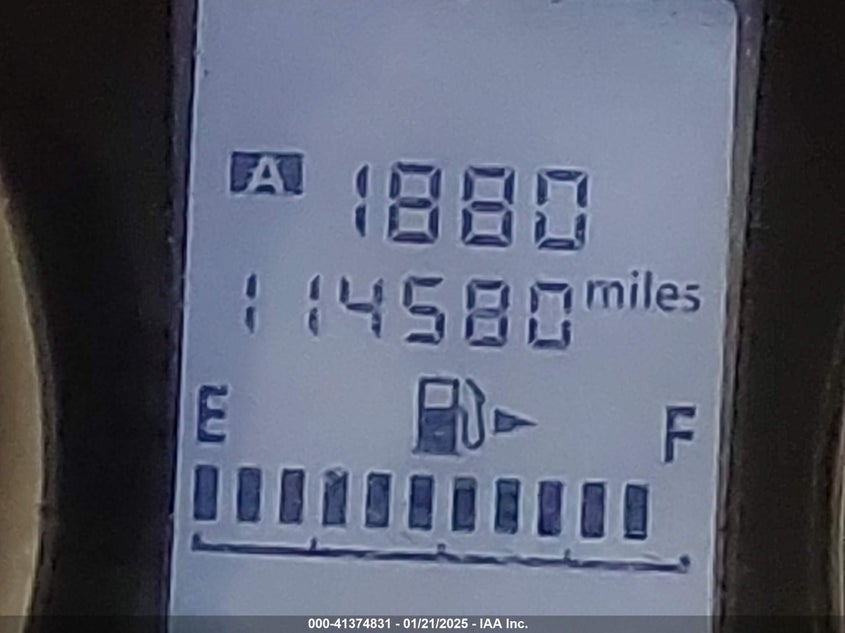 A 1880
114580 miles
E F
000-41374831 - 01/21/2025 - IAA Inc.